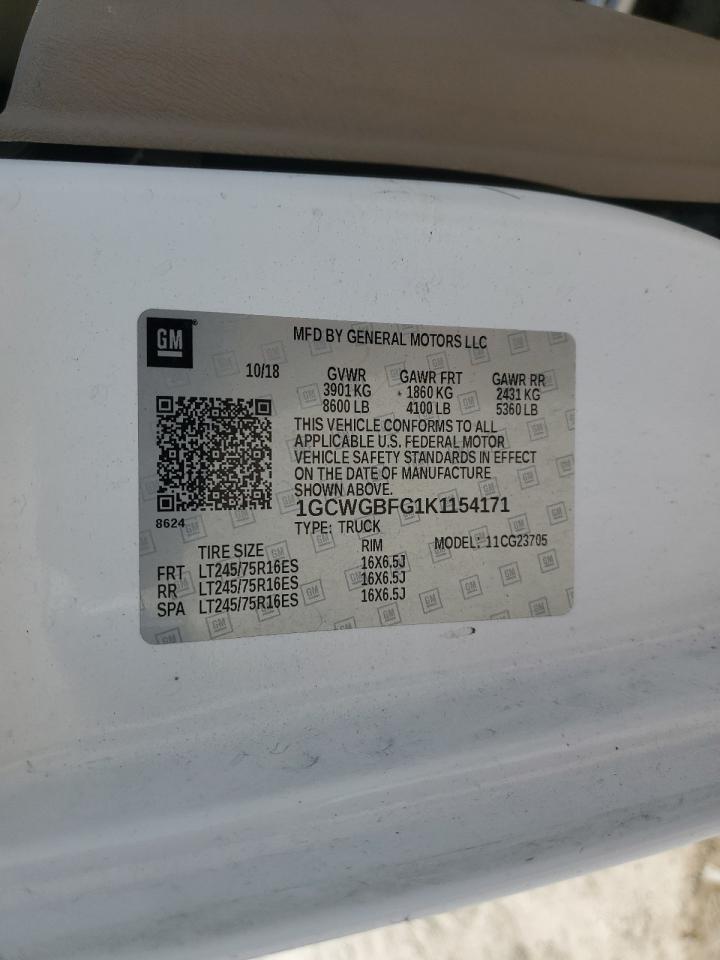 GM
MFD BY GENERAL MOTORS LLC
10/18 GVWR GAWR FRT GAWR RR
3901 KG 1860 KG 2431 KG
8600 LB 4100 LB 5360 LB
THIS VEHICLE CONFORMS TO ALL
APPLICABLE U.S. FEDERAL MOTOR
VEHICLE SAFETY STANDARDS IN EFFECT
ON THE DATE OF MANUFACTURE
SHOWN ABOVE.
8624 1GCWGBFG1K1154171
TYPE: TRUCK
TIRE SIZE RIM MODEL: 11CG23705
FRT LT245/75R16ES 16X6.5J
RR LT245/75R16ES 16X6.5J
SPA LT245/75R16ES 16X6.5J